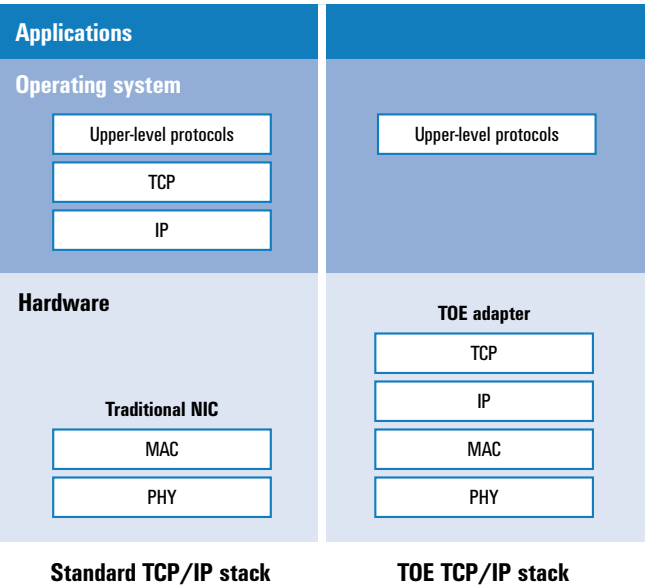 Applications
Operating system
Upper-level protocols
TCP
IP
Hardware
Traditional NIC
MAC
PHY
Standard TCP/IP stack
Upper-level protocols
TOE adapter
TCP
IP
MAC
PHY
TOE TCP/IP stack